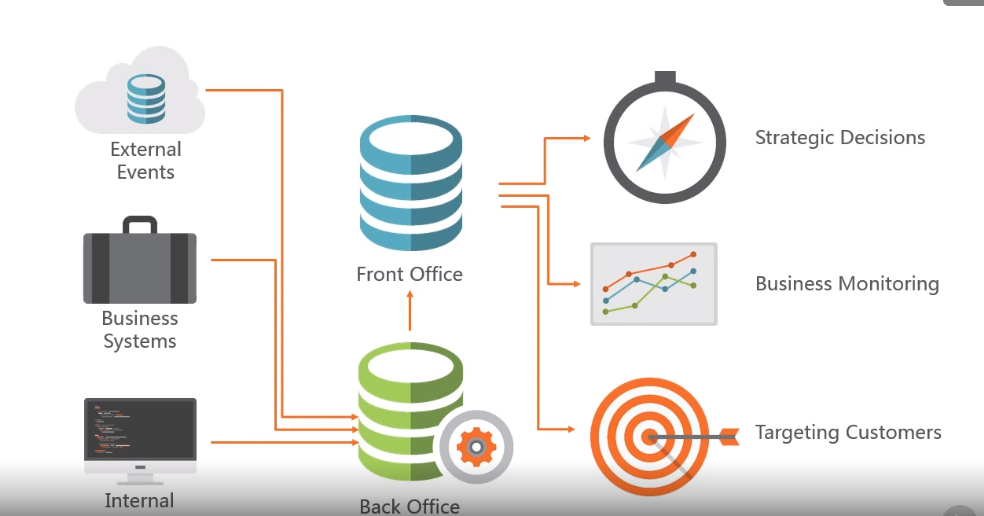 External
Events
Business
Systems
Internal
Front Office
Back Office
Strategic Decisions
Business Monitoring
Targeting Customers